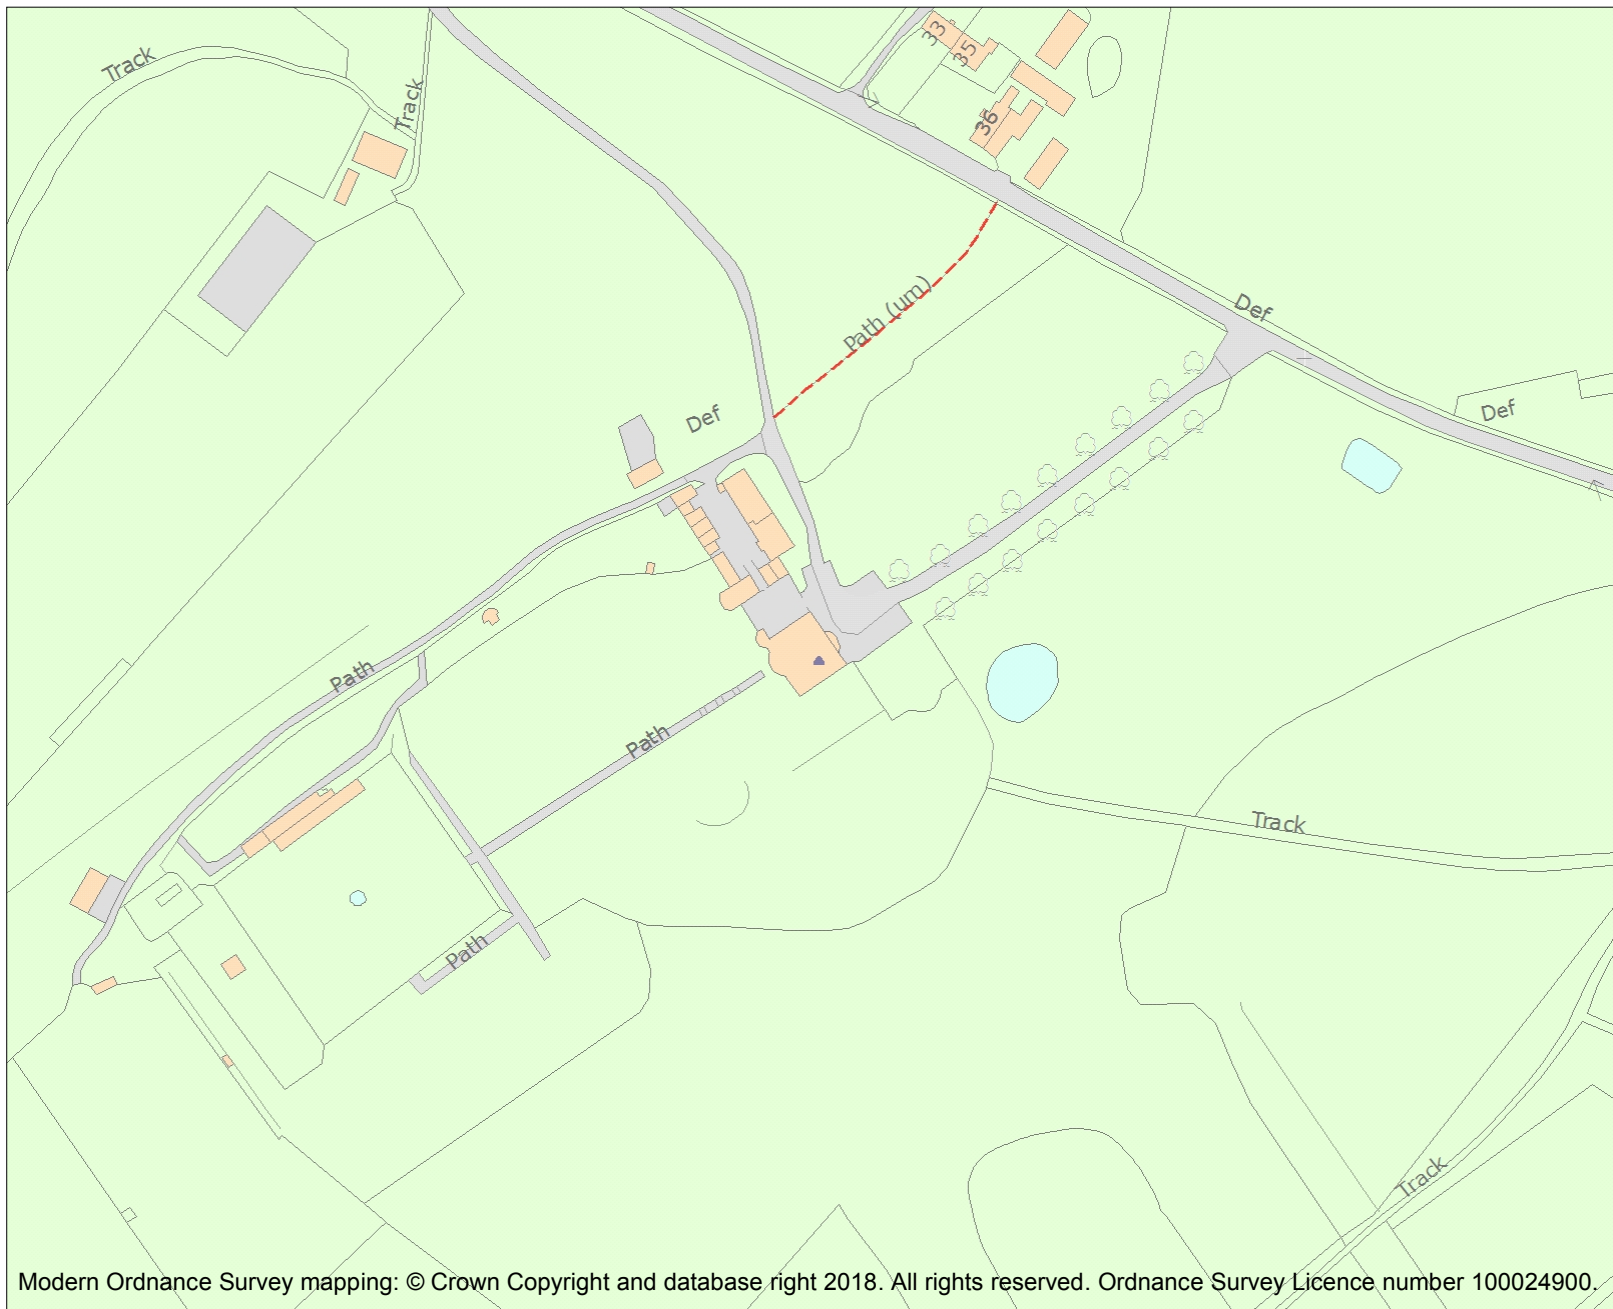 33
Track
35
Track
36
Path (um)
Def
Def
Def
Path
Path
Track
Path
Track
Modern Ordnance Survey mapping: © Crown Copyright and database right 2018. All rights reserved. Ordnance Survey Licence number 100024900.